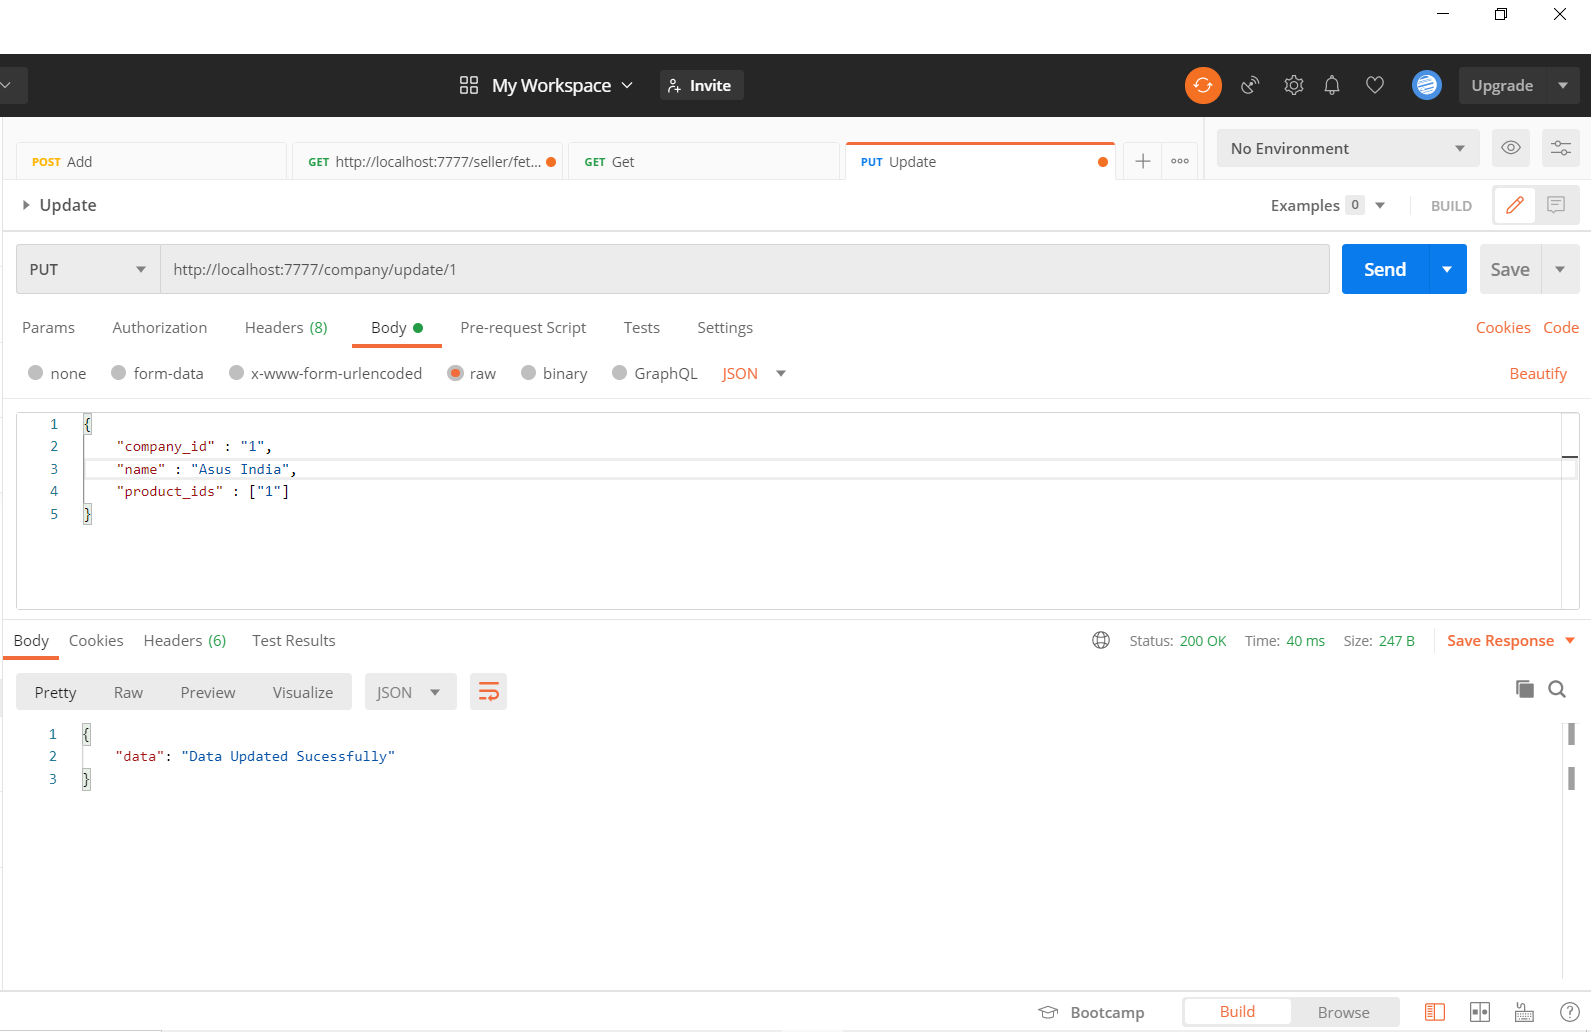 My Workspace Invite Upgrade
POST Add GET http://localhost:7777/seller/fet... GET Get PUT Update No Environment
Update Examples 0 BUILD
PUT http://localhost:7777/company/update/1 Send Save
Params Authorization Headers (8) Body Pre-request Script Tests Settings Cookies Code
none form-data x-www-form-urlencoded raw binary GraphQL JSON Beautify
1 {
2 "company_id" : "1",
3 "name" : "Asus India",
4 "product_ids" : ["1"]
5 }
Body Cookies Headers (6) Test Results Status: 200 OK Time: 40 ms Size: 247 B Save Response
Pretty Raw Preview Visualize JSON
1 {
2 "data": "Data Updated Sucessfully"
3 }
Bootcamp Build Browse